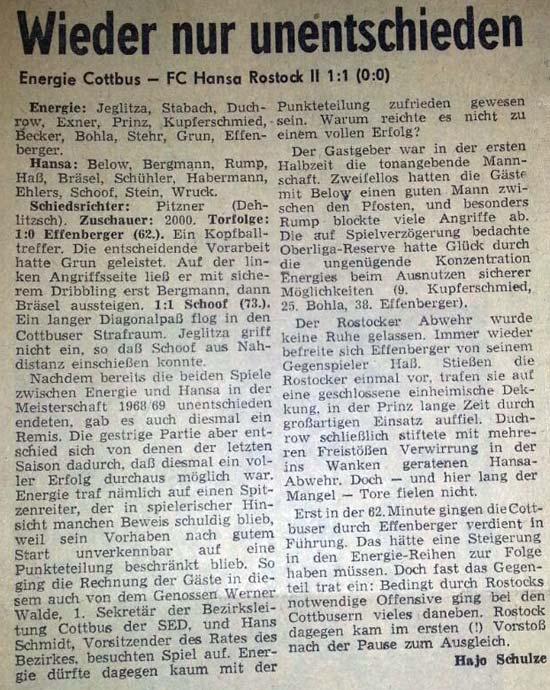 Wieder nur unentschieden
Energie Cottbus — FC Hansa Rostock II 1:1 (0:0)
Energie: Jeglitza, Stabach, Duch-
row, Exner, Prinz, Kupferschmied,
Becker, Bohla, Stehr, Grun, Effen-
berger.
Hansa: Below, Bergmann, Rump,
Haß, Bräsel, Schühler, Habermann,
Ehlers, Schoof, Stein, Wruck.
Schiedsrichter: Pitzner (Deh-
litzsch). Zuschauer: 2000. Torfolge:
1:0 Effenberger (62.). Ein Kopfball-
treffer. Die entscheidende Vorarbeit
hatte Grun geleistet. Auf der lin-
ken Angriffsseite ließ er mit siche-
rem Dribbling erst Bergmann, dann
Bräsel aussteigen. 1:1 Schoof (73.).
Ein langer Diagonalpaß flog in den
Cottbuser Strafraum. Jeglitza griff
nicht ein, so daß Schoof aus Nah-
distanz einschießen konnte.
Nachdem bereits die beiden Spiele
zwischen Energie und Hansa in der
Meisterschaft 1968/69 unentschieden
endeten, gab es auch diesmal ein
Remis. Die gestrige Partie aber ent-
schied sich von denen der letzten
Saison dadurch, daß diesmal ein vol-
ler Erfolg durchaus möglich war.
Energie traf nämlich auf einen Spit-
zenreiter, der in spielerischer Hin-
sicht manchen Beweis schuldig blieb,
weil sein Vorhaben nach gutem
Start unverkennbar auf eine
Punkteteilung beschränkt blieb. So
ging die Rechnung der Gäste in die-
sem auch von dem Genossen Werner
Walde, 1. Sekretär der Bezirkslei-
tung Cottbus der SED, und Hans
Schmidt, Vorsitzender des Rates des
Bezirkes, besuchten Spiel auf. Ener-
gie dürfte dagegen kaum mit der
Punkteteilung zufrieden gewesen
sein. Warum reichte es nicht zu
einem vollen Erfolg?
Der Gastgeber war in der ersten
Halbzeit die tonangebende Mann-
schaft. Zweifellos hatten die Gäste
mit Below einen guten Mann zwi-
schen den Pfosten, und besonders
Rump blockte viele Angriffe ab.
Die auf Spielverzögerung bedachte
Oberliga-Reserve hatte Glück durch
die ungenügende Konzentration
Energies beim Ausnutzen sicherer
Möglichkeiten (9. Kupferschmied,
25. Bohla, 38. Effenberger).
Der Rostocker Abwehr wurde
keine Ruhe gelassen. Immer wieder
befreite sich Effenberger von seinem
Gegenspieler Haß. Stießen die
Rostocker einmal vor, trafen sie auf
eine geschlossene einheimische Dek-
kung, in der Prinz lange Zeit durch
großartigen Einsatz auffiel. Duch-
row schließlich stiftete mit mehre-
ren Freistößen Verwirrung in der
ins Wanken geratenen Hansa-
Abwehr. Doch — und hier lang der
Mangel — Tore fielen nicht.
Erst in der 62. Minute gingen die Cott-
buser durch Effenberger verdient in
Führung. Das hätte eine Steigerung
in den Energie-Reihen zur Folge
haben müssen. Doch fast das Gegen-
teil trat ein: Bedingt durch Rostocks
notwendige Offensive ging bei den
Cottbusern vieles daneben. Rostock
dagegen kam im ersten (!) Vorstoß
nach der Pause zum Ausgleich.
Hajo Schulze